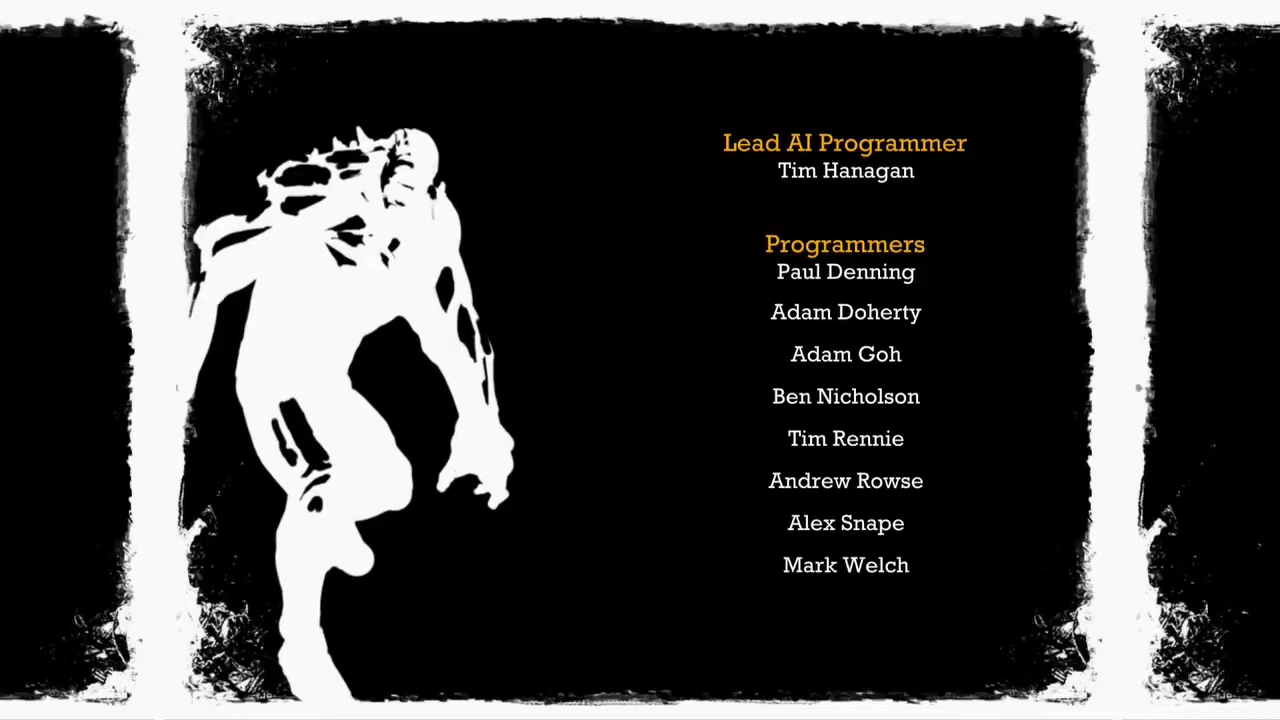 Lead AI Programmer
Tim Hanagan
Programmers
Paul Denning
Adam Doherty
Adam Goh
Ben Nicholson
Tim Rennie
Andrew Rowse
Alex Snape
Mark Welch